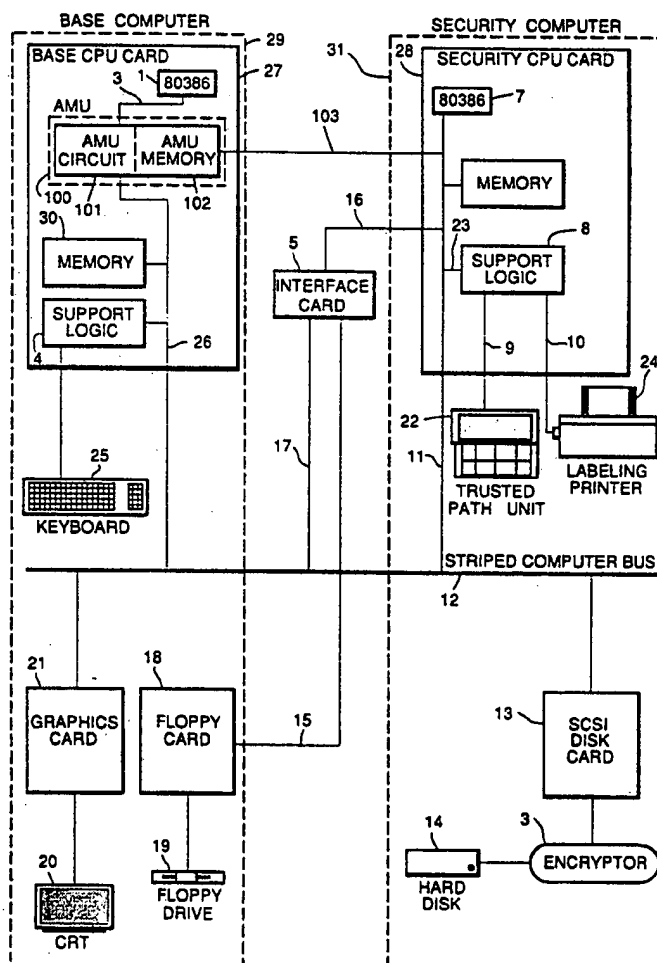 BASE COMPUTER
SECURITY COMPUTER
29
BASE CPU CARD
27
1
80386
3
AMU
AMU CIRCUIT
AMU MEMORY
100
101
102
103
30
MEMORY
SUPPORT LOGIC
4
26
25
KEYBOARD
31
28
SECURITY CPU CARD
80386
7
MEMORY
16
23
8
SUPPORT LOGIC
5
INTERFACE CARD
9
10
24
22
17
11
TRUSTED PATH UNIT
LABELING PRINTER
STRIPED COMPUTER BUS
12
21
GRAPHICS CARD
18
FLOPPY CARD
15
13
SCSI DISK CARD
20
CRT
19
FLOPPY DRIVE
14
HARD DISK
3
ENCRYPTOR